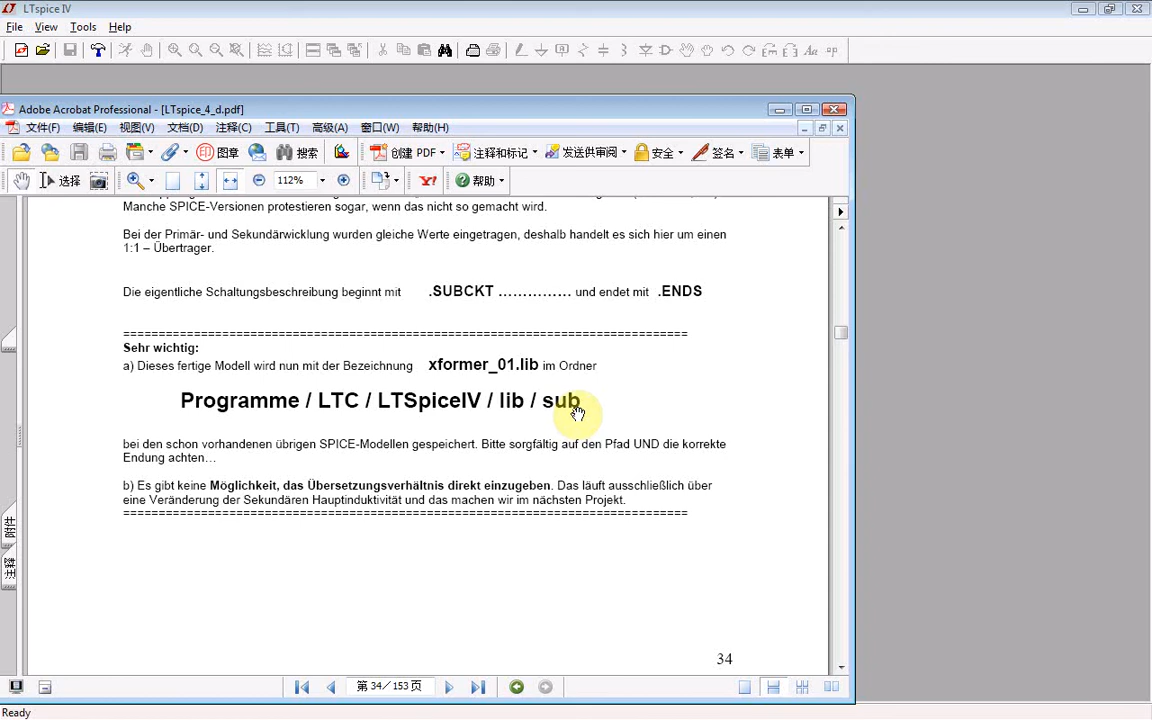 LTspice IV
File View Tools Help
Adobe Acrobat Professional - [LTspice_4_d.pdf]
文件(F) 编辑(E) 视图(V) 文档(D) 注释(C) 工具(T) 高级(A) 窗口(W) 帮助(H)
图章 搜索 创建 PDF 注释和标记 发送供审阅 安全 签名 表单
选择 112% Y! 帮助
Manche SPICE-Versionen protestieren sogar, wenn das nicht so gemacht wird.
Bei der Primär- und Sekundärwicklung wurden gleiche Werte eingetragen, deshalb handelt es sich hier um einen
1:1 – Übertrager.
Die eigentliche Schaltungsbeschreibung beginnt mit .SUBCKT …………… und endet mit .ENDS
================================================================================
Sehr wichtig:
a) Dieses fertige Modell wird nun mit der Bezeichnung xformer_01.lib im Ordner
Programme / LTC / LTSpiceIV / lib / sub
bei den schon vorhandenen übrigen SPICE-Modellen gespeichert. Bitte sorgfältig auf den Pfad UND die korrekte
Endung achten…
b) Es gibt keine Möglichkeit, das Übersetzungsverhältnis direkt einzugeben. Das läuft ausschließlich über
eine Veränderung der Sekundären Hauptinduktivität und das machen wir im nächsten Projekt.
================================================================================
附件
注释
34
第 34/153 页
Ready